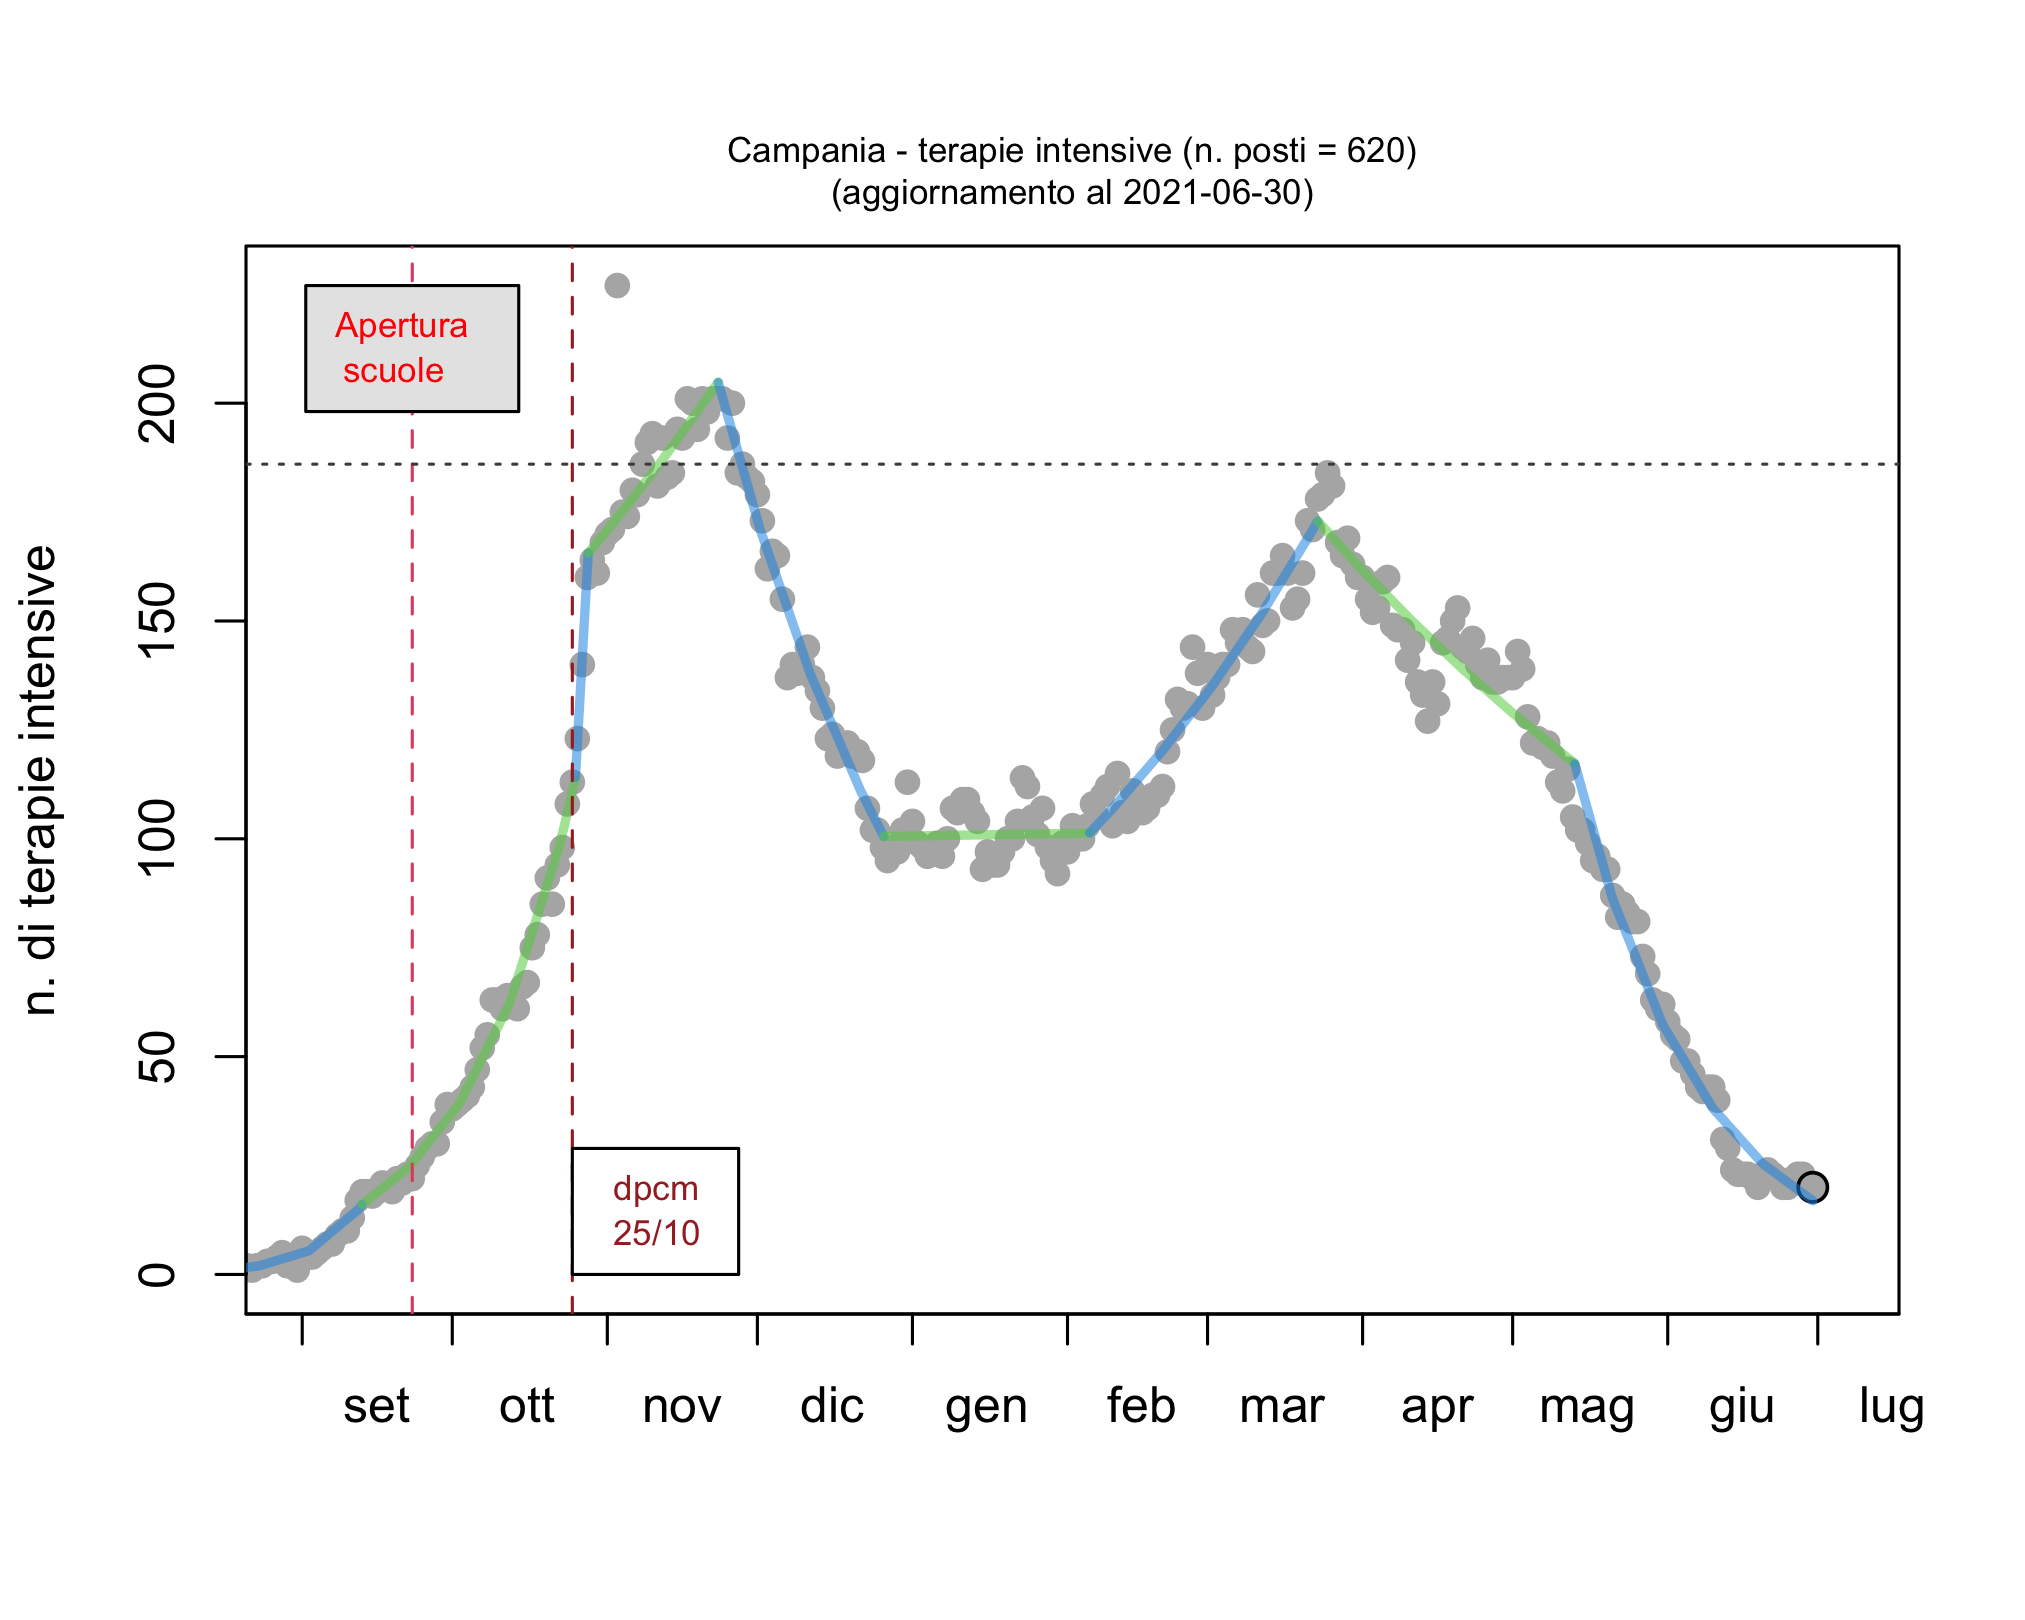 Campania - terapie intensive (n. posti = 620)
(aggiornamento al 2021-06-30)
Apertura
scuole
dpcm
25/10
n. di terapie intensive
200
150
100
50
0
set ott nov dic gen feb mar apr mag giu lug